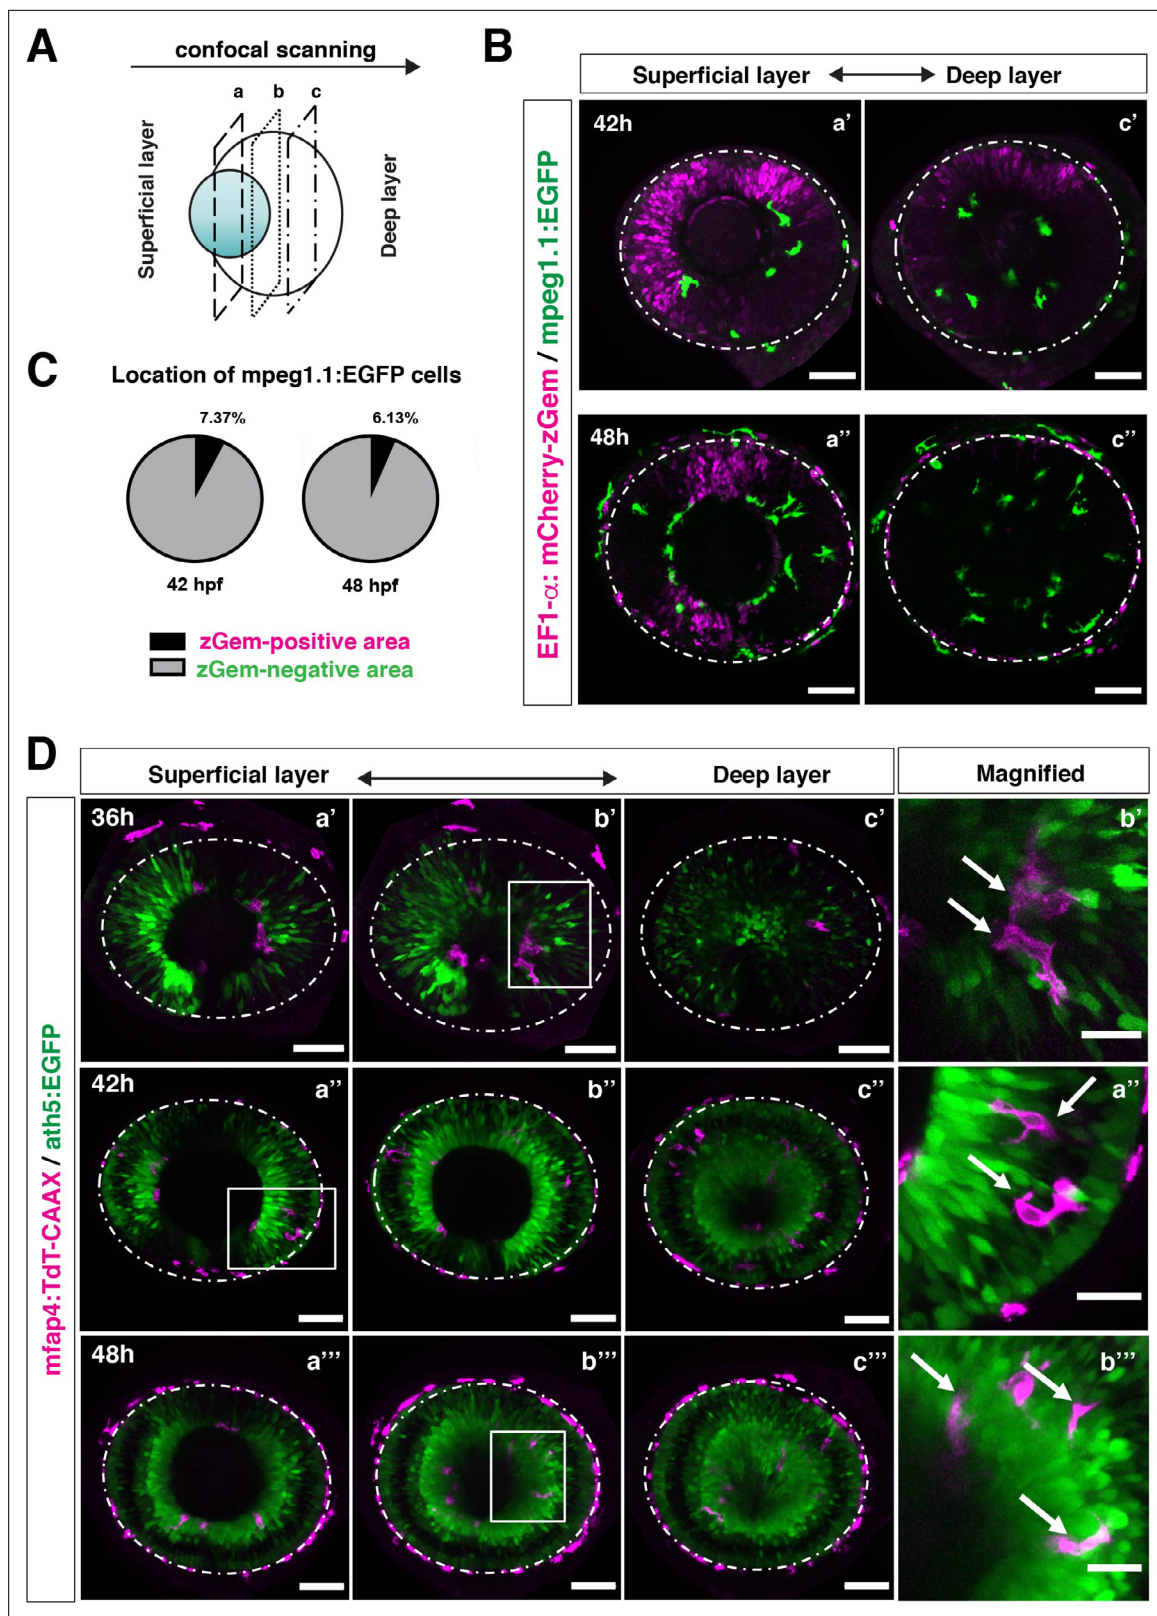 A
confocal scanning
a
b
c
Superficial layer
Deep layer
B
Superficial layer
Deep layer
EF1-α: mCherry-zGem / mpeg1.1:EGFP
42h
a’
c’
48h
a’’
c’’
C
Location of mpeg1.1:EGFP cells
7.37%
6.13%
42 hpf
48 hpf
zGem-positive area
zGem-negative area
D
Superficial layer
Deep layer
Magnified
mfap4:TdT-CAAX / ath5:EGFP
36h
a’
b’
c’
b’
42h
a’’
b’’
c’’
a’’
48h
a’’’
b’’’
c’’’
b’’’